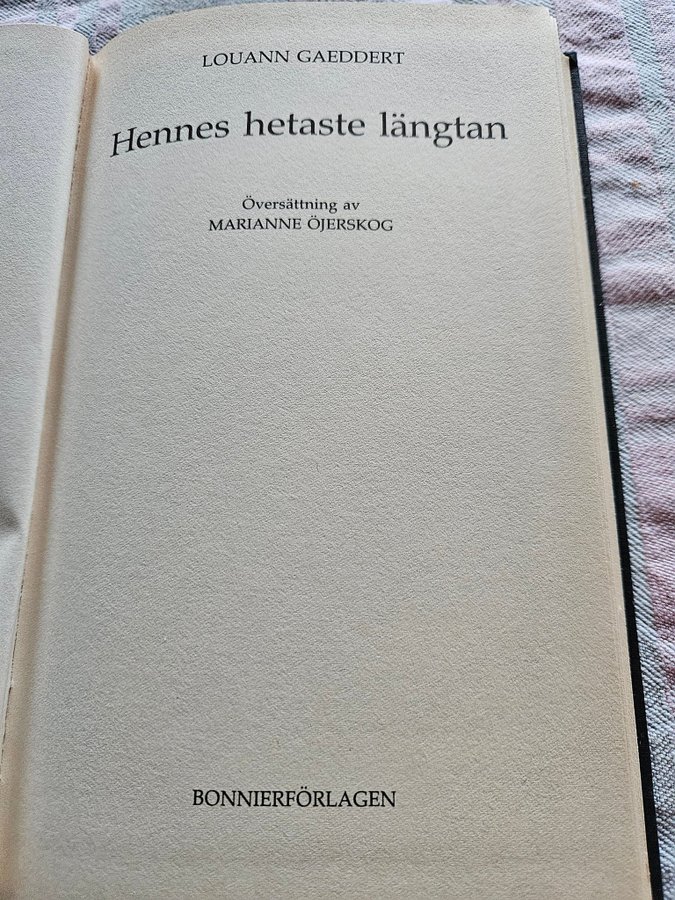 LOUANN GAEDDERT
Hennes hetaste längtan
Översättning av
MARIANNE ÖJERSKOG
BONNIERFÖRLAGEN